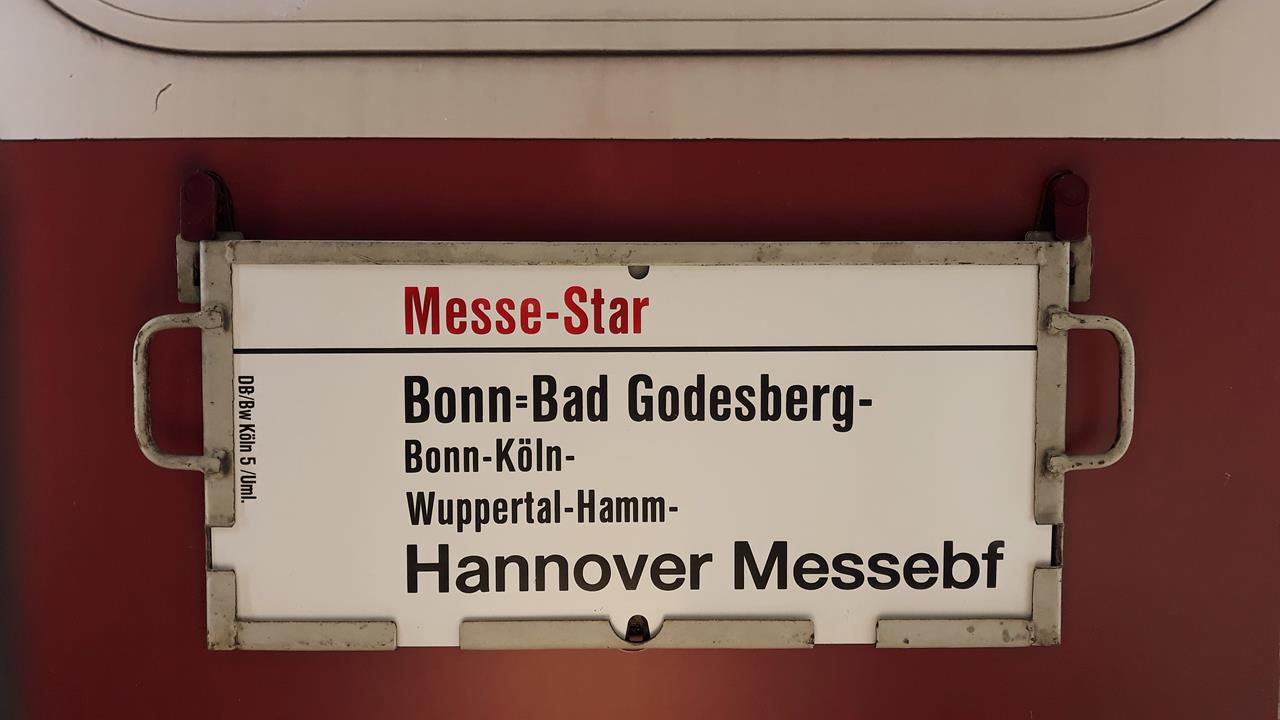 Messe-Star
Bonn=Bad Godesberg-
Bonn-Köln-
Wuppertal-Hamm-
Hannover Messebf
DB/Bw Köln 5 /Uml.